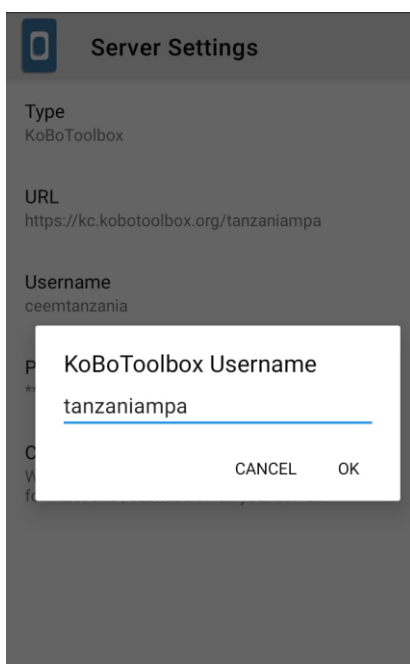 Server Settings
Type
KoBoToolbox
URL
https://kc.kobotoolbox.org/tanzaniampa
Username
ceemtanzania
KoBoToolbox Username
tanzaniampa
CANCEL OK